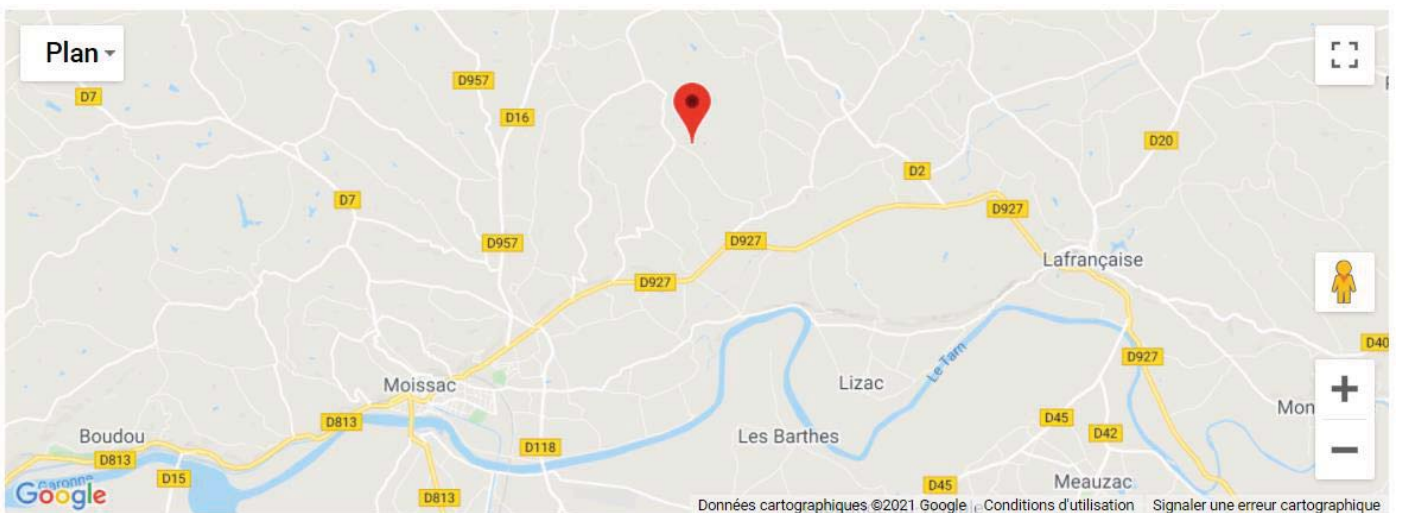 Plan
D957
D7
D16
D20
D2
D7
D927
D957
D927
Lafrançaise
D927
Le Tarn
D40
D927
Moissac
Lizac
Mon
D813
D45
Boudou
Les Barthes
D42
D118
D813
D15
Garonne
Meauzac
D45
D813
Google
Données cartographiques ©2021 Google
Conditions d'utilisation
Signaler une erreur cartographique